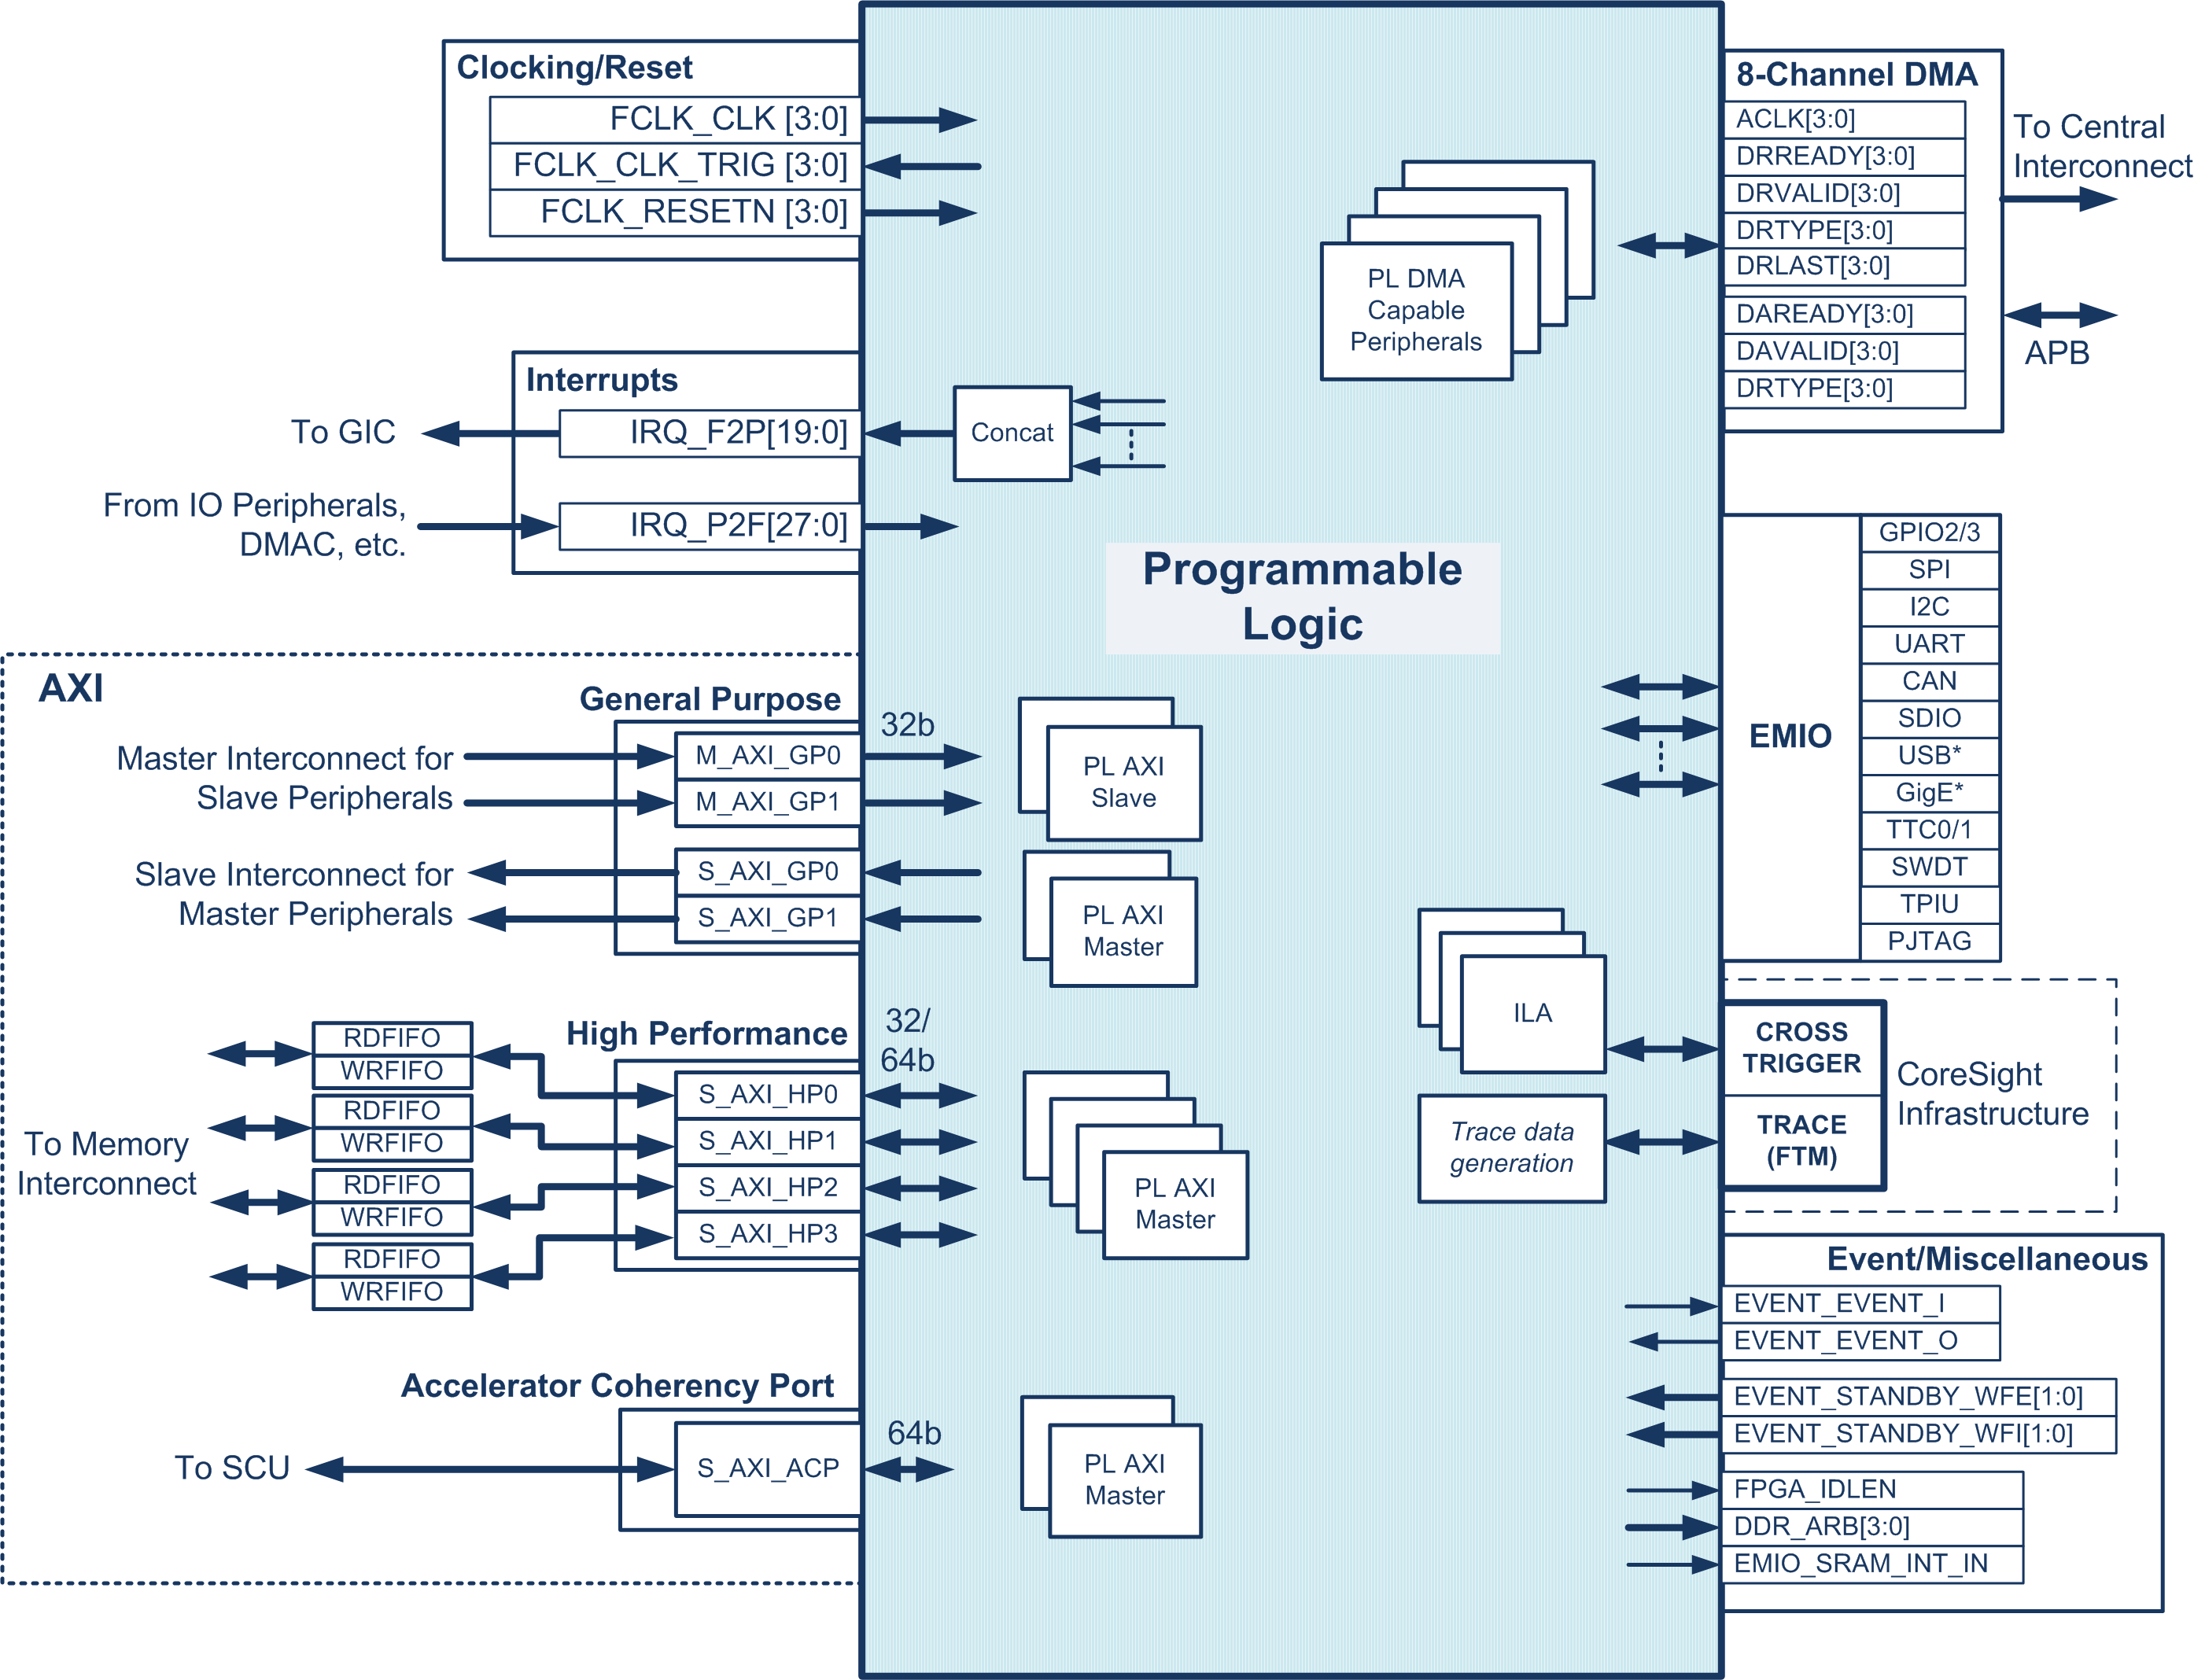 Clocking/Reset
FCLK_CLK [3:0]
FCLK_CLK_TRIG [3:0]
FCLK_RESETN [3:0]
Interrupts
To GIC
IRQ_F2P[19:0]
Concat
From IO Peripherals,
DMAC, etc.
IRQ_P2F[27:0]
Programmable
Logic
AXI
General Purpose
32b
Master Interconnect for
Slave Peripherals
M_AXI_GP0
M_AXI_GP1
PL AXI
Slave
Slave Interconnect for
Master Peripherals
S_AXI_GP0
S_AXI_GP1
PL AXI
Master
High Performance
32/
64b
To Memory
Interconnect
RDFIFO
WRFIFO
RDFIFO
WRFIFO
RDFIFO
WRFIFO
RDFIFO
WRFIFO
S_AXI_HP0
S_AXI_HP1
S_AXI_HP2
S_AXI_HP3
PL AXI
Master
Accelerator Coherency Port
64b
To SCU
S_AXI_ACP
PL AXI
Master
PL DMA
Capable
Peripherals
8-Channel DMA
ACLK[3:0]
DRREADY[3:0]
DRVALID[3:0]
DRTYPE[3:0]
DRLAST[3:0]
DAREADY[3:0]
DAVALID[3:0]
DRTYPE[3:0]
To Central
Interconnect
APB
EMIO
GPIO2/3
SPI
I2C
UART
CAN
SDIO
USB*
GigE*
TTC0/1
SWDT
TPIU
PJTAG
ILA
Trace data
generation
CROSS
TRIGGER
TRACE
(FTM)
CoreSight
Infrastructure
Event/Miscellaneous
EVENT_EVENT_I
EVENT_EVENT_O
EVENT_STANDBY_WFE[1:0]
EVENT_STANDBY_WFI[1:0]
FPGA_IDLEN
DDR_ARB[3:0]
EMIO_SRAM_INT_IN